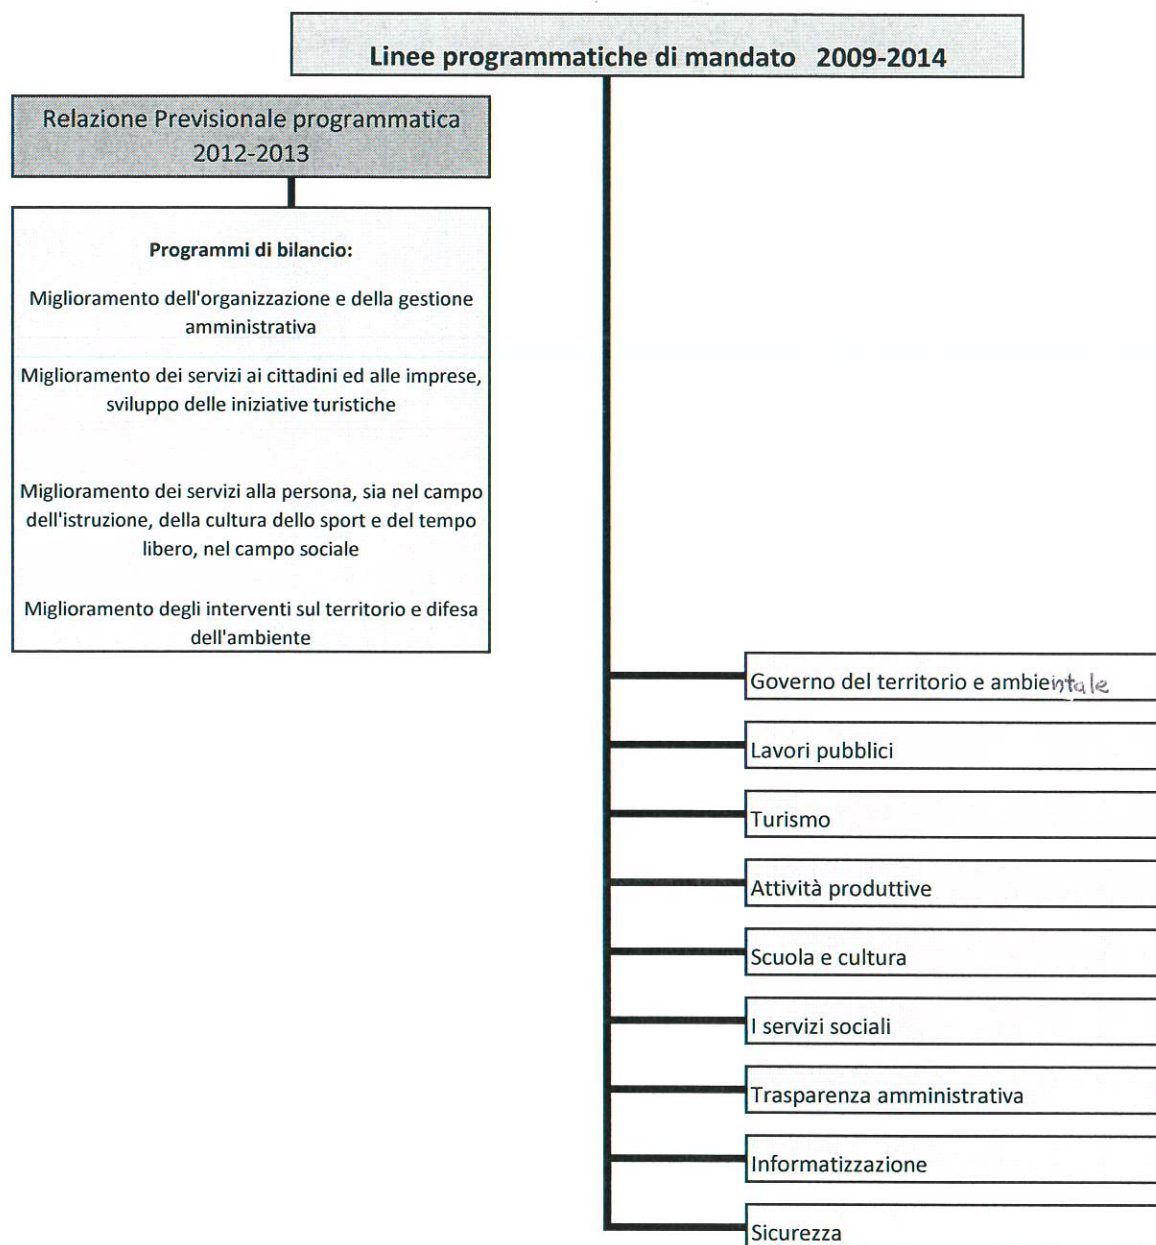 Linee programmatiche di mandato 2009-2014
Relazione Previsionale programmatica
2012-2013
Programmi di bilancio:
Miglioramento dell'organizzazione e della gestione
amministrativa
Miglioramento dei servizi ai cittadini ed alle imprese,
sviluppo delle iniziative turistiche
Miglioramento dei servizi alla persona, sia nel campo
dell'istruzione, della cultura dello sport e del tempo
libero, nel campo sociale
Miglioramento degli interventi sul territorio e difesa
dell'ambiente
Governo del territorio e ambientale
Lavori pubblici
Turismo
Attività produttive
Scuola e cultura
I servizi sociali
Trasparenza amministrativa
Informatizzazione
Sicurezza